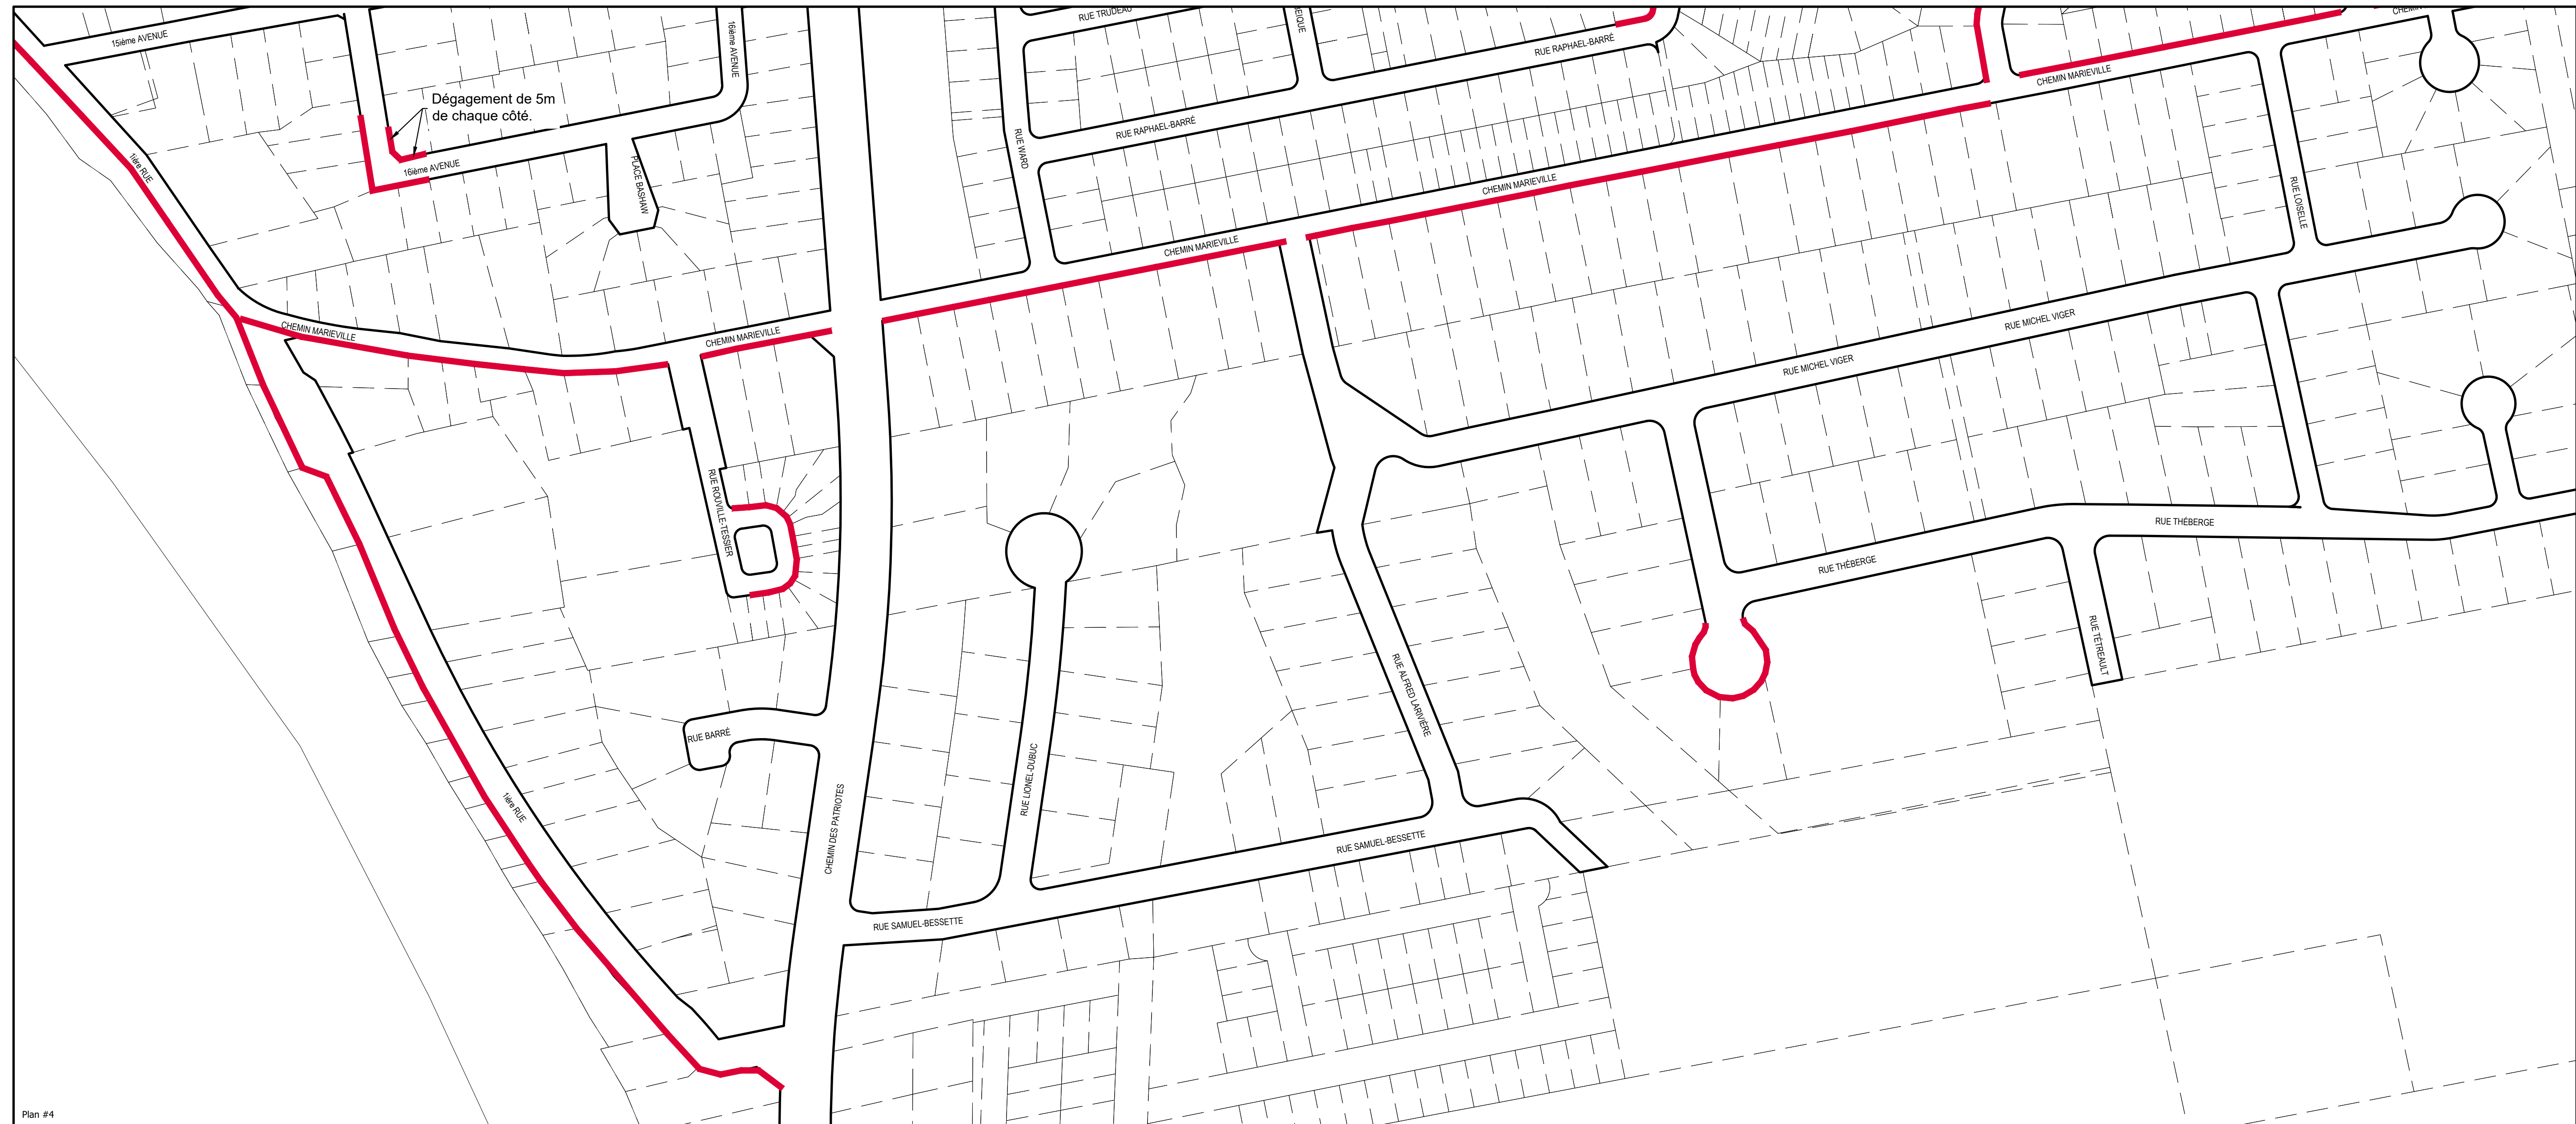 15ième AVENUE
16ième AVENUE
RUE TRUDEAU
RUE RAPHAEL-BARRÉ
CHEMIN MARIEVILLE
Dégagement de 5m
de chaque côté.
1ière RUE
16ième AVENUE
PLACE BASHAW
RUE WARD
RUE RAPHAEL-BARRÉ
CHEMIN MARIEVILLE
CHEMIN MARIEVILLE
RUE LOISELLE
CHEMIN MARIEVILLE
CHEMIN MARIEVILLE
RUE MICHEL VIGER
RUE MICHEL VIGER
RUE ROUVILLE-TESSIER
RUE THÉBERGE
RUE THÉBERGE
RUE TÉTREAULT
RUE ALFRED LARIVIÈRE
RUE BARRÉ
RUE LIONEL-DUBUC
1ière RUE
CHEMIN DES PATRIOTES
RUE SAMUEL-BESSETTE
RUE SAMUEL-BESSETTE
Plan #4